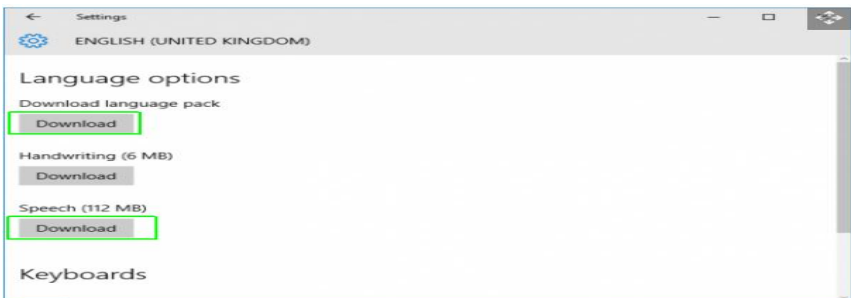 Settings
ENGLISH (UNITED KINGDOM)
Language options
Download language pack
Download
Handwriting (6 MB)
Download
Speech (112 MB)
Download
Keyboards